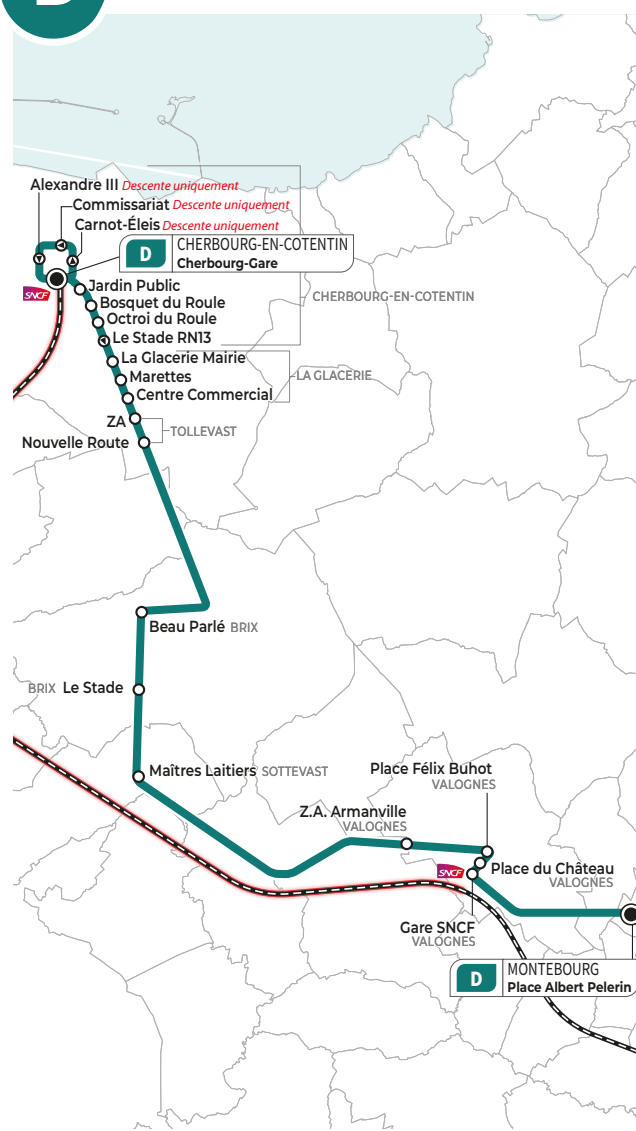 D
Alexandre III Descente uniquement
Commissariat Descente uniquement
Carnot-Éleis Descente uniquement
D CHERBOURG-EN-COTENTIN
Cherbourg-Gare
SNCF
Jardin Public
Bosquet du Roule
CHERBOURG-EN-COTENTIN
Octroi du Roule
Le Stade RN13
La Glacerie Mairie
Marettes
LA GLACERIE
Centre Commercial
ZA
TOLLEVAST
Nouvelle Route
Beau Parlé BRIX
BRIX Le Stade
Maîtres Laitiers SOTTEVAST
Place Félix Buhot
VALOGNES
Z.A. Armanville
VALOGNES
SNCF
Place du Château
VALOGNES
Gare SNCF
VALOGNES
D MONTEBOURG
Place Albert Pelerin